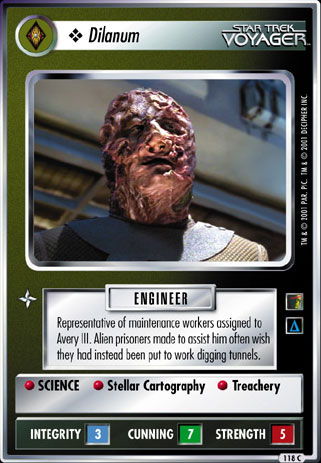 ❖ Dilanum
STAR TREK
VOYAGER™
TM & © 2001 PAR. P.C. TM & © 2001 DECIPHER INC.
ENGINEER
Representative of maintenance workers assigned to
Avery III. Alien prisoners made to assist him often wish
they had instead been put to work digging tunnels.
SCIENCE Stellar Cartography Treachery
INTEGRITY 3 CUNNING 7 STRENGTH 5
118 C